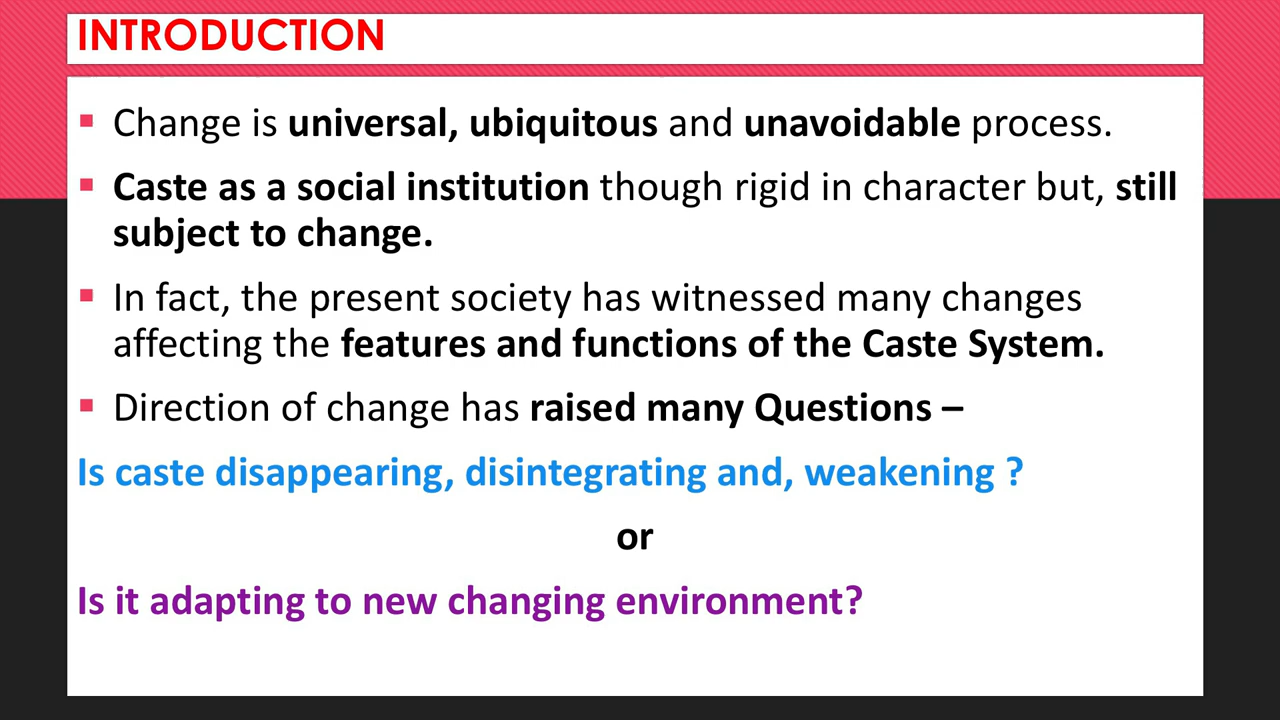 INTRODUCTION
▪ Change is universal, ubiquitous and unavoidable process.
▪ Caste as a social institution though rigid in character but, still
subject to change.
▪ In fact, the present society has witnessed many changes
affecting the features and functions of the Caste System.
▪ Direction of change has raised many Questions –
Is caste disappearing, disintegrating and, weakening ?
or
Is it adapting to new changing environment?